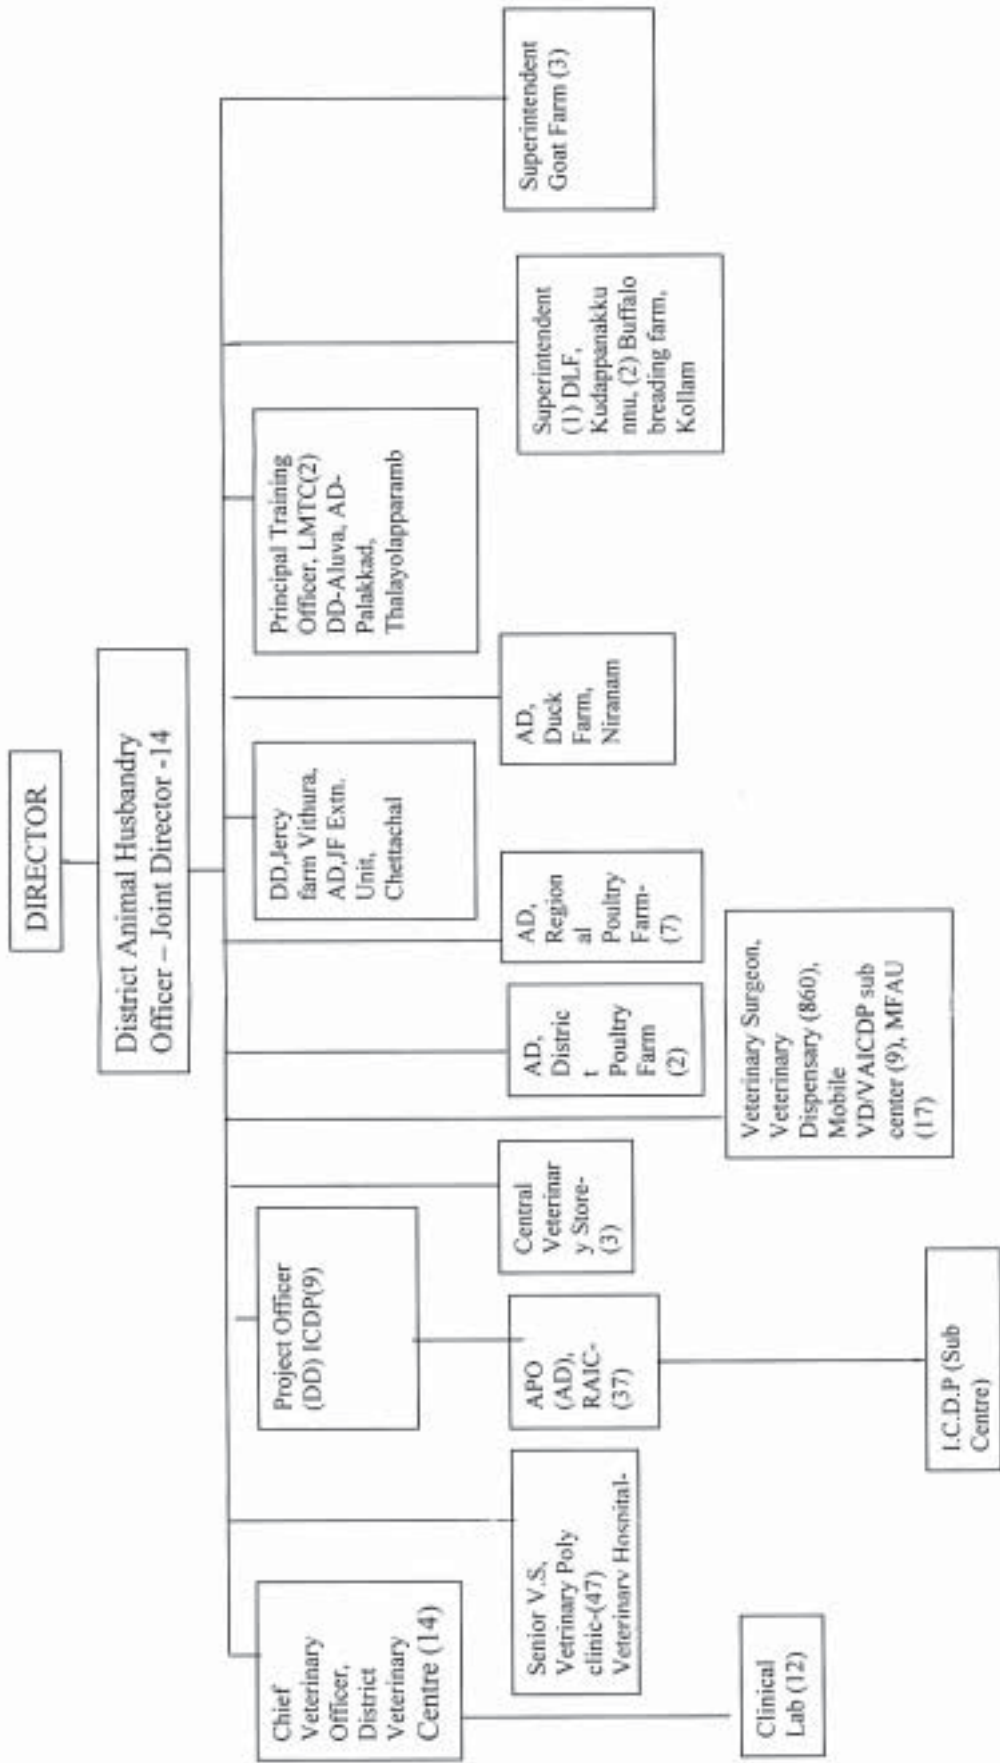 DIRECTOR
District Animal Husbandry
Officer – Joint Director -14
Chief
Veterinary
Officer,
District
Veterinary
Centre (14)
Project Officer
(DD) ICDP(9)
DD,Jercy
farm Vithura,
AD,JF Extn.
Unit,
Chettachal
Principal Training
Officer, LMTC(2)
DD-Aluva, AD-
Palakkad,
Thalayolapparamb
Senior V.S,
Vetrinary Poly
clinic-(47)
Veterinary Hospital-
APO
(AD),
RAIC-
(37)
Central
Veterinar
y Store-
(3)
AD,
Distric
t
Poultry
Farm
(2)
AD,
Region
al
Poultry
Farm-
(7)
AD,
Duck
Farm,
Niranam
Superintendent
(1) DLF,
Kudappanakku
nnu, (2) Buffalo
breading farm,
Kollam
Superintendent
Goat Farm (3)
Clinical
Lab (12)
Veterinary Surgeon,
Veterinary
Dispensary (860),
Mobile
VD/VAICDP sub
center (9), MFAU
(17)
I.C.D.P (Sub
Centre)